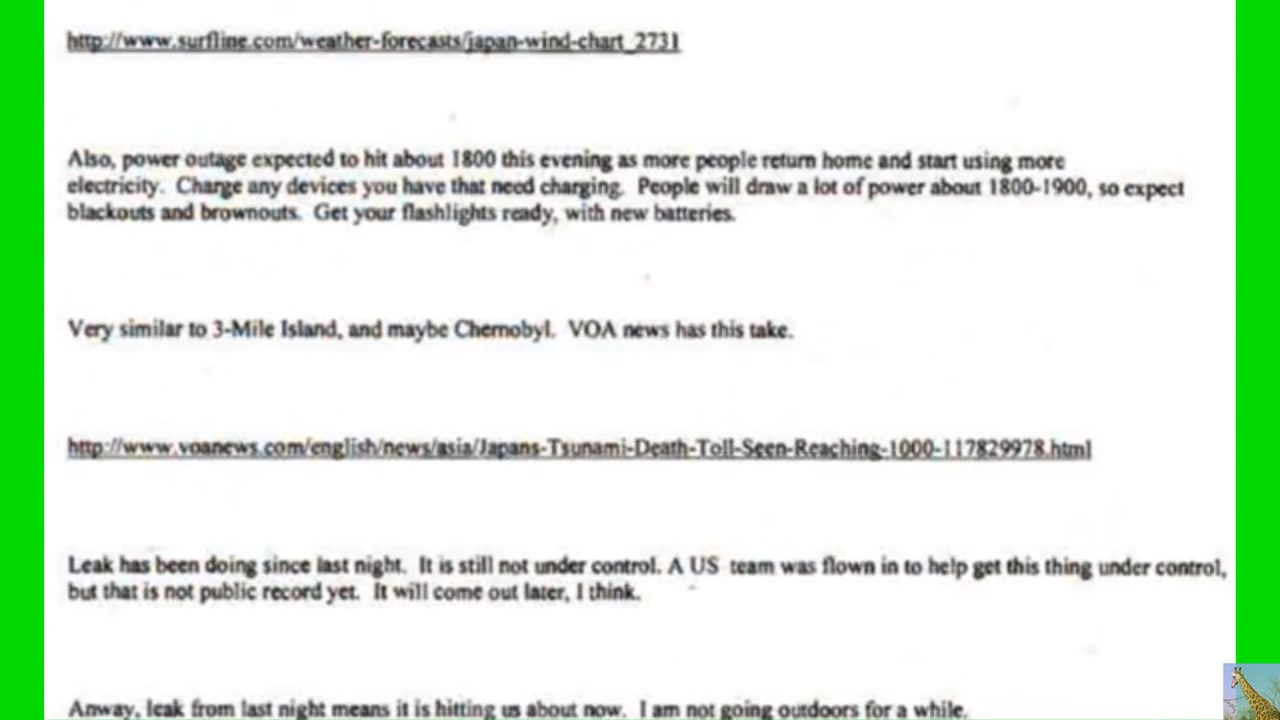 http://www.surfline.com/weather-forecasts/japan-wind-chart_2731
Also, power outage expected to hit about 1800 this evening as more people return home and start using more
electricity. Charge any devices you have that need charging. People will draw a lot of power about 1800-1900, so expect
blackouts and brownouts. Get your flashlights ready, with new batteries.
Very similar to 3-Mile Island, and maybe Chernobyl. VOA news has this take.
http://www.voanews.com/english/news/asia/Japans-Tsunami-Death-Toll-Seen-Reaching-1000-117829978.html
Leak has been doing since last night. It is still not under control. A US team was flown in to help get this thing under control,
but that is not public record yet. It will come out later, I think.
Anway, leak from last night means it is hitting us about now. I am not going outdoors for a while.